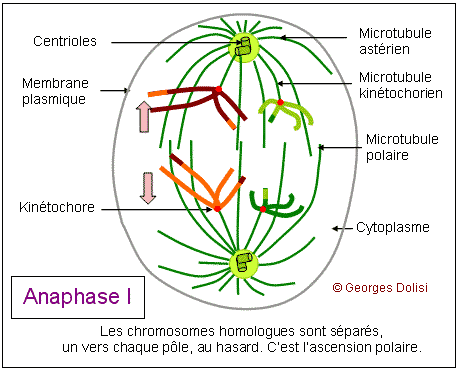 Centrioles
Microtubule
astérien
Membrane
plasmique
Microtubule
kinétochorien
Microtubule
polaire
Kinétochore
Cytoplasme
Anaphase I
© Georges Dolisi
Les chromosomes homologues sont séparés,
un vers chaque pôle, au hasard. C'est l'ascension polaire.